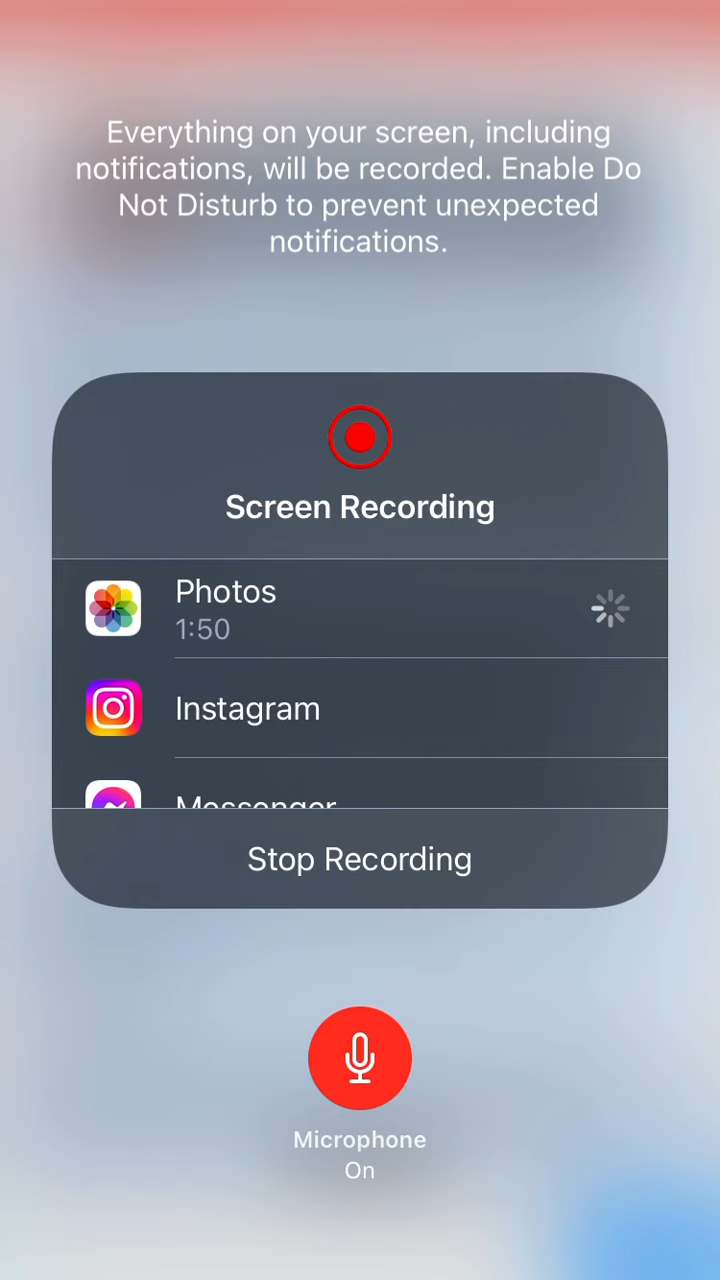 Everything on your screen, including
notifications, will be recorded. Enable Do
Not Disturb to prevent unexpected
notifications.
Screen Recording
Photos
1:50
Instagram
Messenger
Stop Recording
Microphone
On